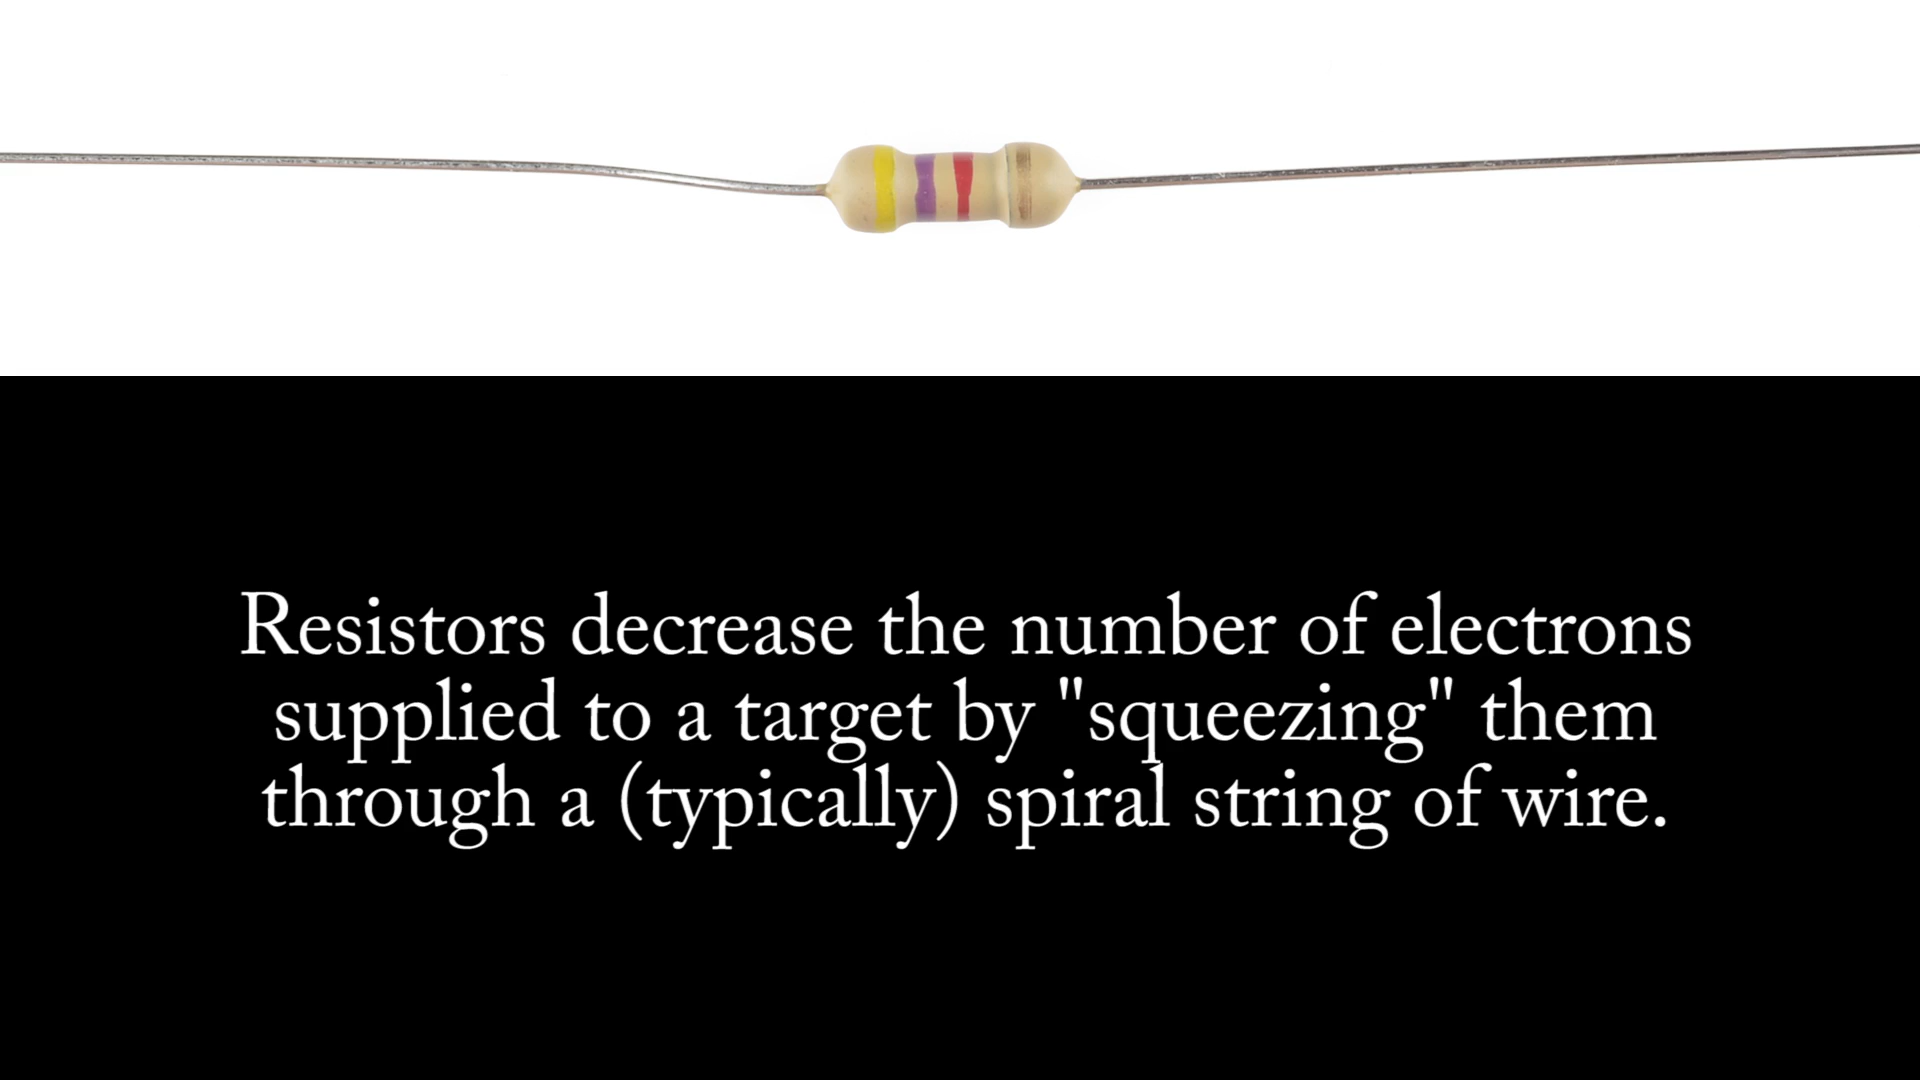 Resistors decrease the number of electrons
supplied to a target by "squeezing" them
through a (typically) spiral string of wire.